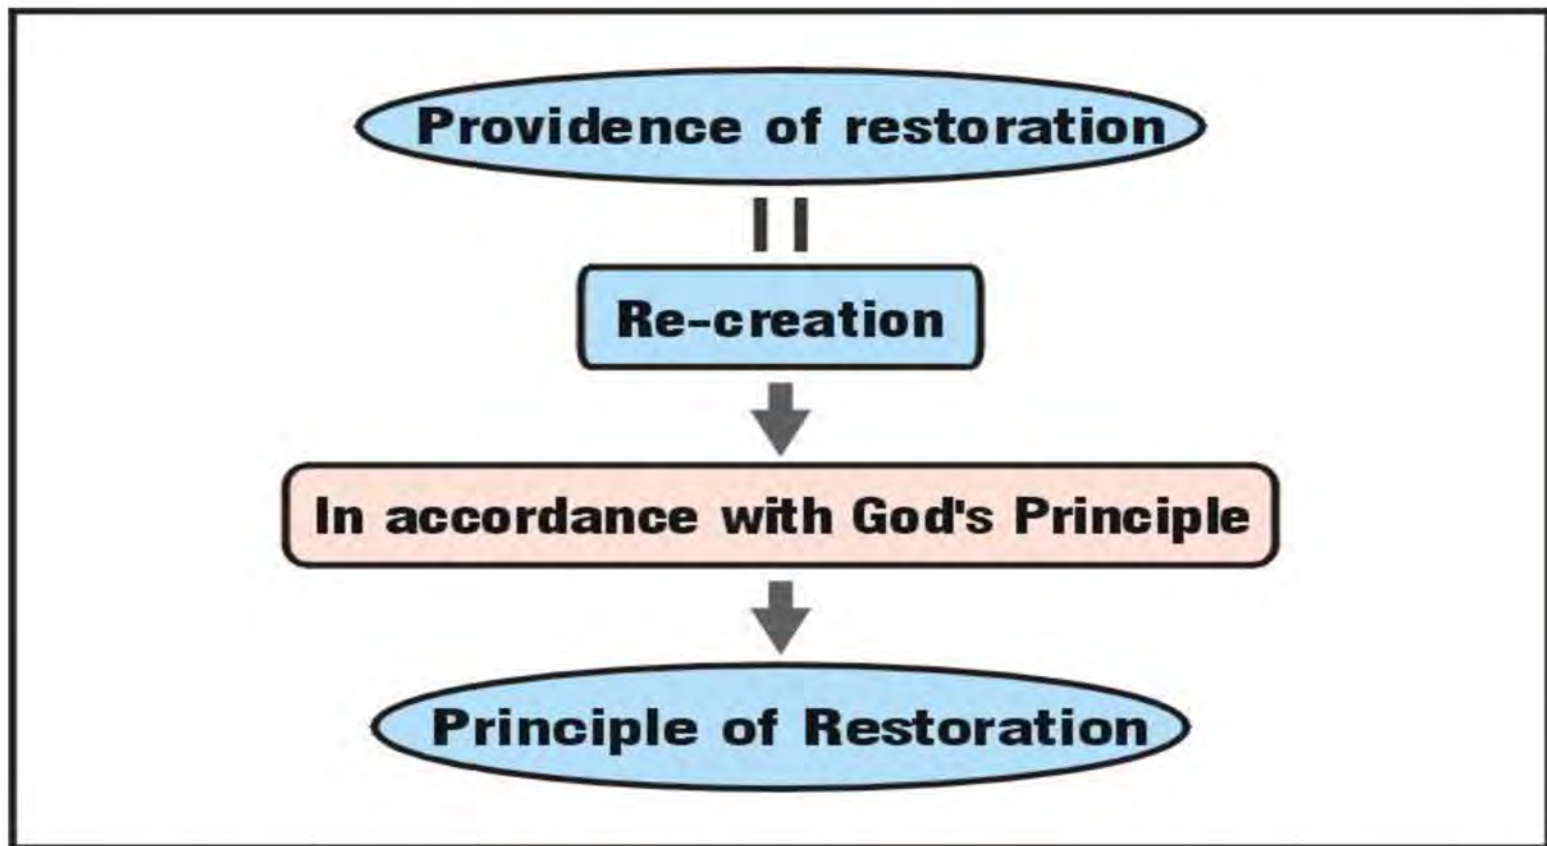 Providence of restoration
Re-creation
In accordance with God's Principle
Principle of Restoration